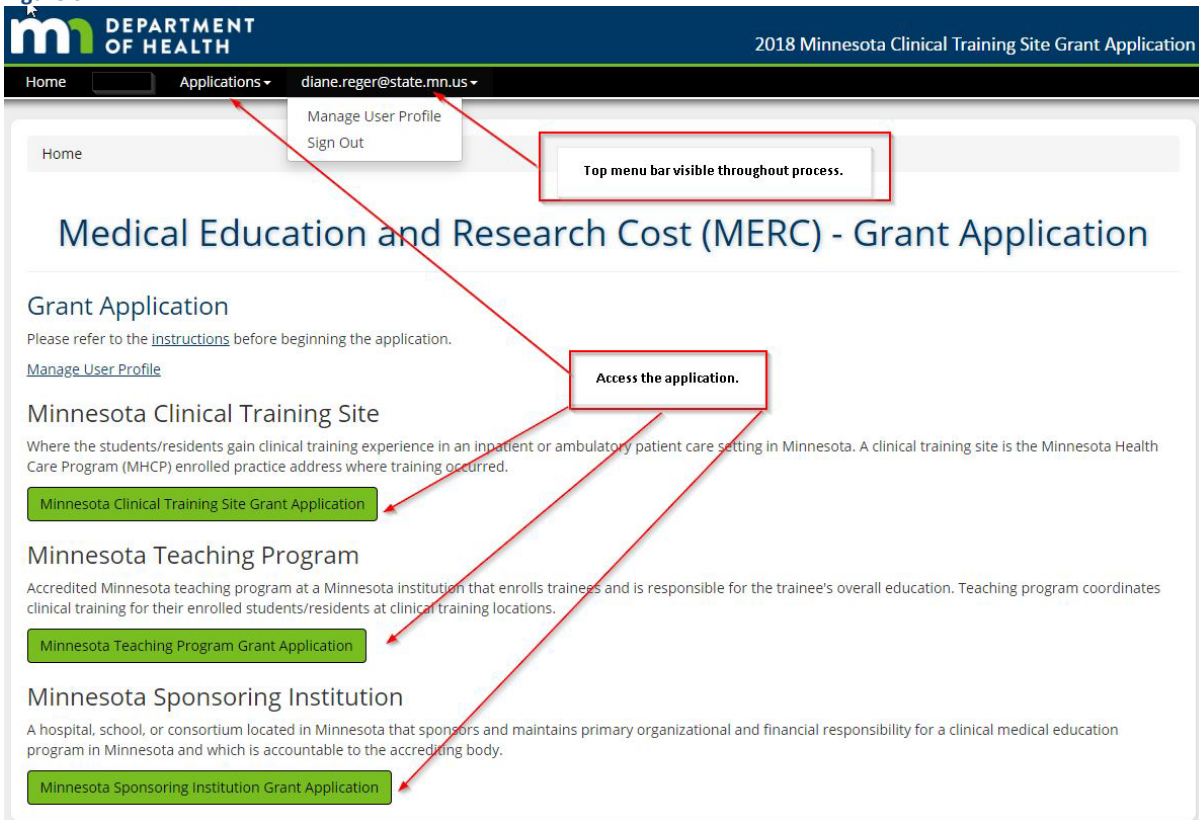 DEPARTMENT
OF HEALTH
2018 Minnesota Clinical Training Site Grant Application
Home Applications diane.reger@state.mn.us
Manage User Profile
Sign Out
Home
Top menu bar visible throughout process.
Medical Education and Research Cost (MERC) - Grant Application
Grant Application
Please refer to the instructions before beginning the application.
Manage User Profile
Access the application.
Minnesota Clinical Training Site
Where the students/residents gain clinical training experience in an inpatient or ambulatory patient care setting in Minnesota. A clinical training site is the Minnesota Health
Care Program (MHCP) enrolled practice address where training occurred.
Minnesota Clinical Training Site Grant Application
Minnesota Teaching Program
Accredited Minnesota teaching program at a Minnesota institution that enrolls trainees and is responsible for the trainee's overall education. Teaching program coordinates
clinical training for their enrolled students/residents at clinical training locations.
Minnesota Teaching Program Grant Application
Minnesota Sponsoring Institution
A hospital, school, or consortium located in Minnesota that sponsors and maintains primary organizational and financial responsibility for a clinical medical education
program in Minnesota and which is accountable to the accrediting body.
Minnesota Sponsoring Institution Grant Application